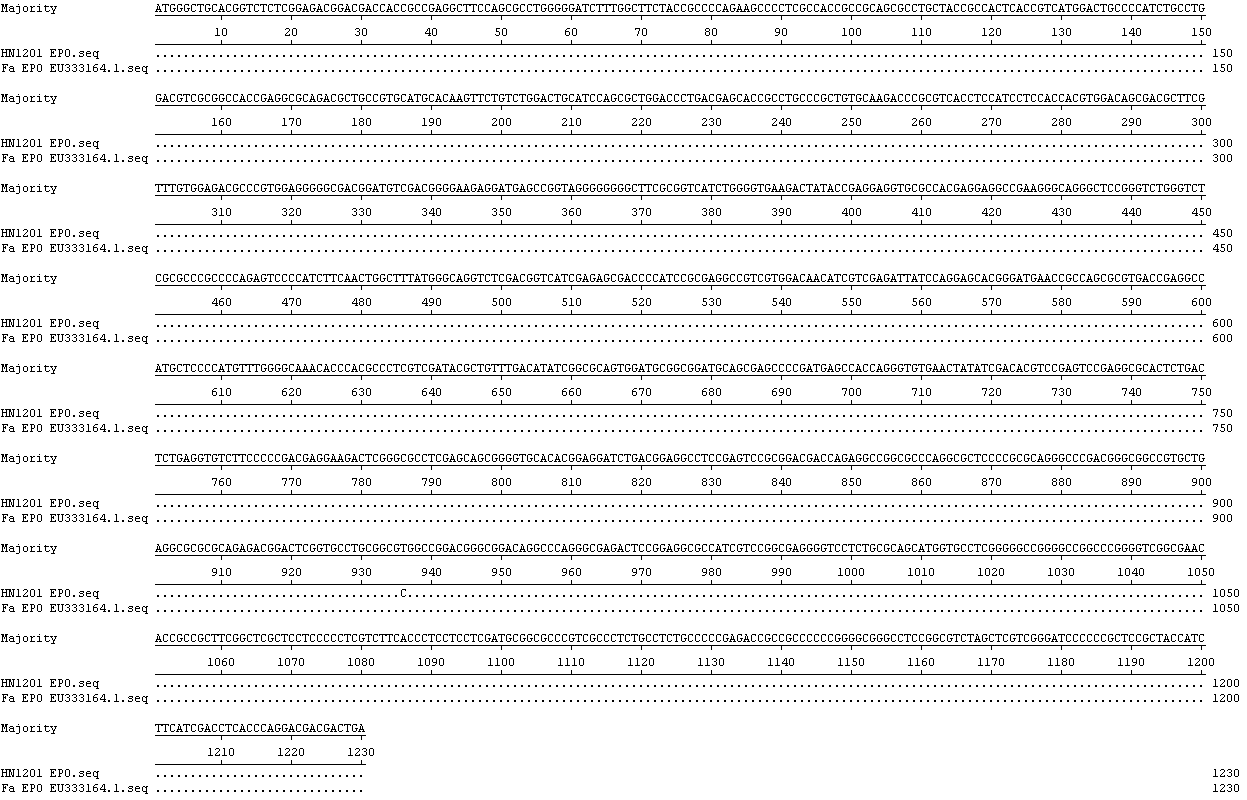 Majority ATGGGCTGCACGGTCTCTCGGAGACGGACGACCACCGCCGAGGCTTCCAGCGCCTGGGGGATCTTTGGCTTCTACCGCCCCAGAAGCCCCTCGCCACCGCCGCAGCGCCTGCTACCGCCACTCACCGTCATGGACTGCCCCATCTGCCTG
10 20 30 40 50 60 70 80 90 100 110 120 130 140 150
HN1201 EP0.seq ...................................................................................................................................................... 150
Fa EP0 EU333164.1.seq ...................................................................................................................................................... 150
Majority GACGTCGCGGCCACCGAGGCGCAGACGCTGCCGTGCATGCACAAGTTCTGTCTGGACTGCATCCAGCGCTGGACCCTGACGAGCACCGCCTGCCCGCTGTGCAAGACCCGCGTCACCTCCATCCTCCACCACGTGGACAGCGACGCTTCG
160 170 180 190 200 210 220 230 240 250 260 270 280 290 300
HN1201 EP0.seq ...................................................................................................................................................... 300
Fa EP0 EU333164.1.seq ...................................................................................................................................................... 300
Majority TTTGTGGAGACGCCCGTGGAGGGGGCGACGGATGTCGACGGGGAAGAGGATGAGCCGGTAGGGGGGGGCTTCGCGGTCATCTGGGGTGAAGACTATACCGAGGAGGTGCGCCACGAGGAGGCCGAAGGGCAGGGCTCCGGGTCTGGGTCT
310 320 330 340 350 360 370 380 390 400 410 420 430 440 450
HN1201 EP0.seq ...................................................................................................................................................... 450
Fa EP0 EU333164.1.seq ...................................................................................................................................................... 450
Majority CGCGCCCGCCCCAGAGTCCCCATCTTCAACTGGCTTTATGGGCAGGTCTCGACGGTCATCGAGAGCGACCCCATCCGCGAGGCCGTCGTGGACAACATCGTCGAGATTATCCAGGAGCACGGGATGAACCGCCAGCGCGTGACCGAGGCC
460 470 480 490 500 510 520 530 540 550 560 570 580 590 600
HN1201 EP0.seq ...................................................................................................................................................... 600
Fa EP0 EU333164.1.seq ...................................................................................................................................................... 600
Majority ATGCTCCCCATGTTTGGGGCAAACACCCACGCCCTCGTCGATACGCTGTTTGACATATCGGCGCAGTGGATGCGGCGGATGCAGCGAGCCCCGATGAGCCACCAGGGTGTGAACTATATCGACACGTCCGAGTCCGAGGCGCACTCTGAC
610 620 630 640 650 660 670 680 690 700 710 720 730 740 750
HN1201 EP0.seq ...................................................................................................................................................... 750
Fa EP0 EU333164.1.seq ...................................................................................................................................................... 750
Majority TCTGAGGTGTCTTCCCCCGACGAGGAAGACTCGGGCGCCTCGAGCAGCGGGGTGCACACGGAGGATCTGACGGAGGCCTCCGAGTCCGCGGACGACCAGAGGCCGGCGCCCAGGCGCTCCCCGCGCAGGGCCCGACGGGCGGCCGTGCTG
760 770 780 790 800 810 820 830 840 850 860 870 880 890 900
HN1201 EP0.seq ...................................................................................................................................................... 900
Fa EP0 EU333164.1.seq ...................................................................................................................................................... 900
Majority AGGCGCGCGCAGAGACGGACTCGGTGCCTGCGGCGTGGCCGGACGGGCGGACAGGCCCAGGGCGAGACTCCGGAGGCGCCATCGTCCGGCGAGGGGTCCTCTGCGCAGCATGGTGCCTCGGGGGCCGGGGCCGGCCCGGGGTCGGCGAAC
910 920 930 940 950 960 970 980 990 1000 1010 1020 1030 1040 1050
HN1201 EP0.seq ...................................C.................................................................................................................. 1050
Fa EP0 EU333164.1.seq ...................................................................................................................................................... 1050
Majority ACCGCCGCTTCGGCTCGCTCCTCCCCCTCGTCTTCACCCTCCTCCTCGATGCGGCGCCCGTCGCCCTCTGCCTCTGCCCCCGAGACCGCCGCCCCCCGGGGCGGGCCTCCGGCGTCTAGCTCGTCGGGATCCCCCCGCTCCGCTACCATC
1060 1070 1080 1090 1100 1110 1120 1130 1140 1150 1160 1170 1180 1190 1200
HN1201 EP0.seq ...................................................................................................................................................... 1200
Fa EP0 EU333164.1.seq ...................................................................................................................................................... 1200
Majority TTCATCGACCTCACCCAGGACGACGACTGA
1210 1220 1230
HN1201 EP0.seq .............................. 1230
Fa EP0 EU333164.1.seq .............................. 1230